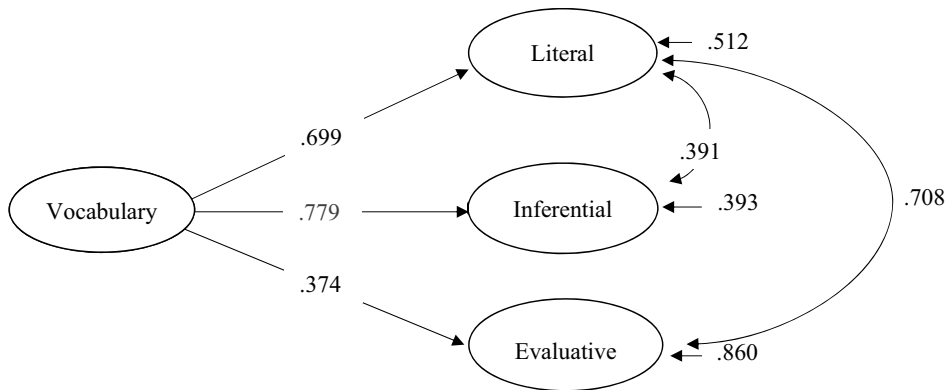 Literal
.512
.699
.391
Vocabulary
.779
Inferential
.393
.708
.374
Evaluative
.860